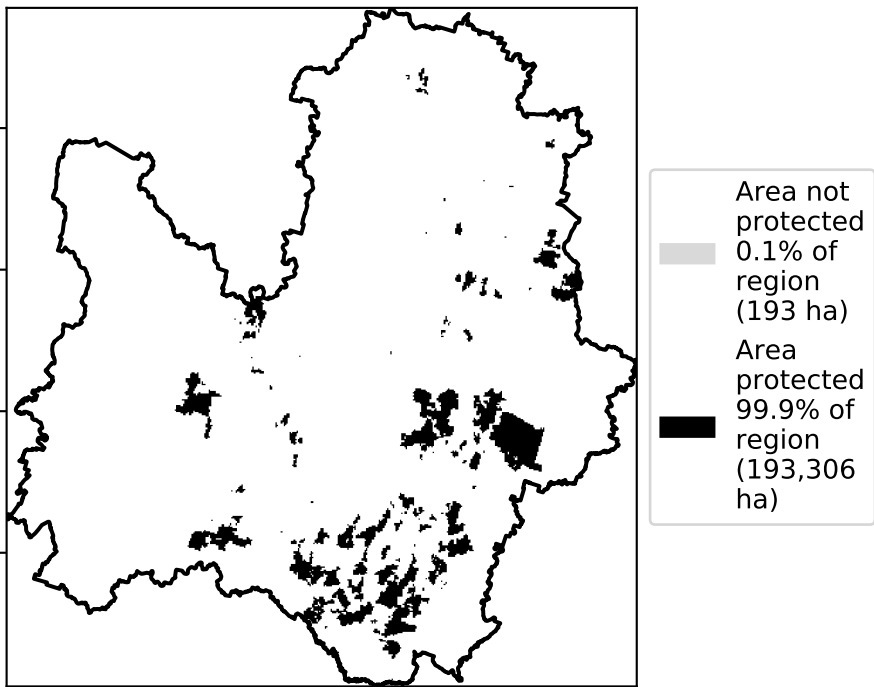 Area not
protected
0.1% of
region
(193 ha)
Area
protected
99.9% of
region
(193,306
ha)